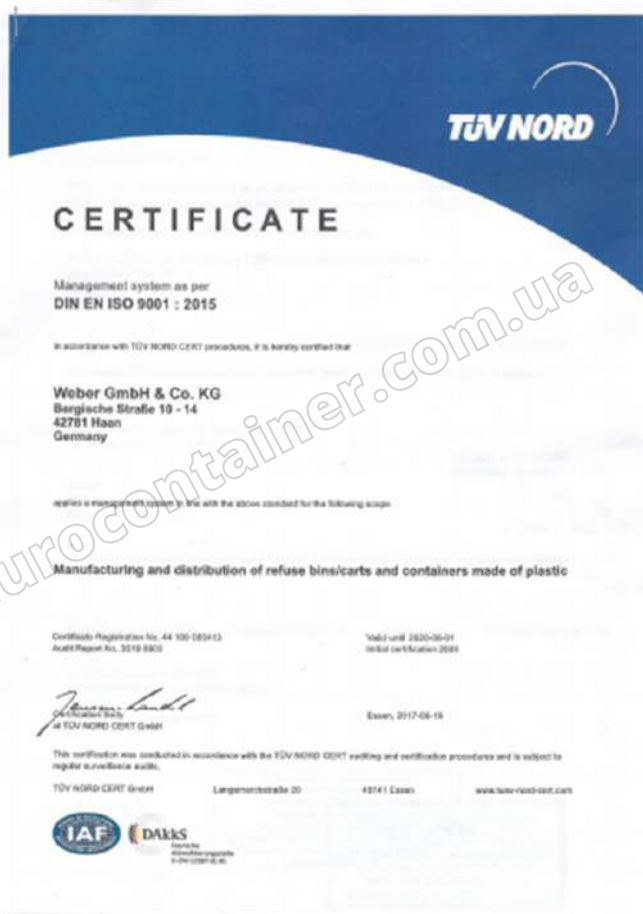 TÜV NORD
CERTIFICATE
Management system as per
DIN EN ISO 9001 : 2015
In accordance with TÜV NORD CERT procedures, it is hereby certified that
Weber GmbH & Co. KG
Bergische Straße 10 - 14
42781 Haan
Germany
applies a management system in line with the above standard for the following scope
Manufacturing and distribution of refuse bins/carts and containers made of plastic
Certificate Registration No. 44 100
Audit Report No.
Valid until 2020-06-01
Initial certification
Certification Body
at TÜV NORD CERT GmbH
Essen, 2017-06-
This certification was conducted in accordance with the TÜV NORD CERT auditing and certification procedures and is subject to
regular surveillance audits.
TÜV NORD CERT GmbH
Langemarckstraße 20
45141 Essen
www.tuev-nord-cert.com
IAF
DAkkS
Deutsche
Akkreditierungsstelle
eurocontainer.com.ua